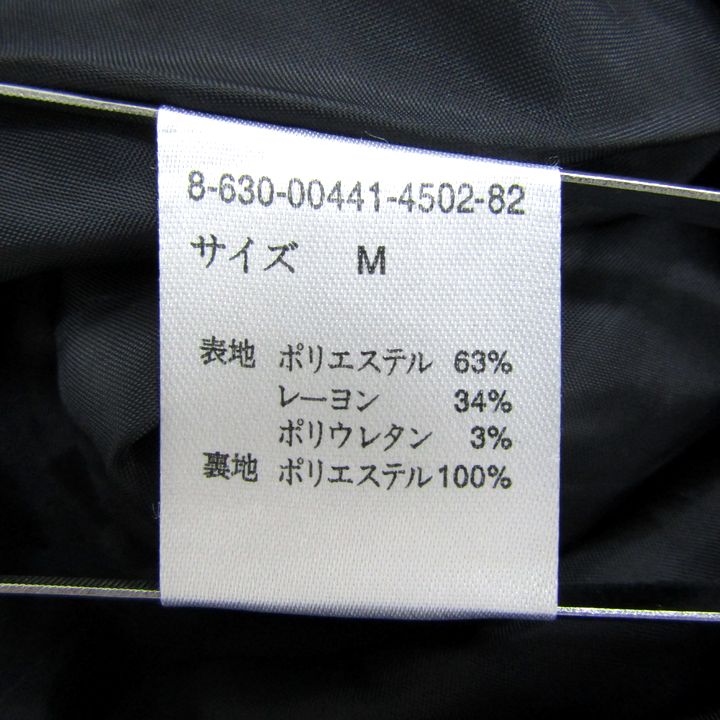 8-630-00441-4502-82
サイズ M
表地 ポリエステル 63%
レーヨン 34%
ポリウレタン 3%
裏地 ポリエステル100%